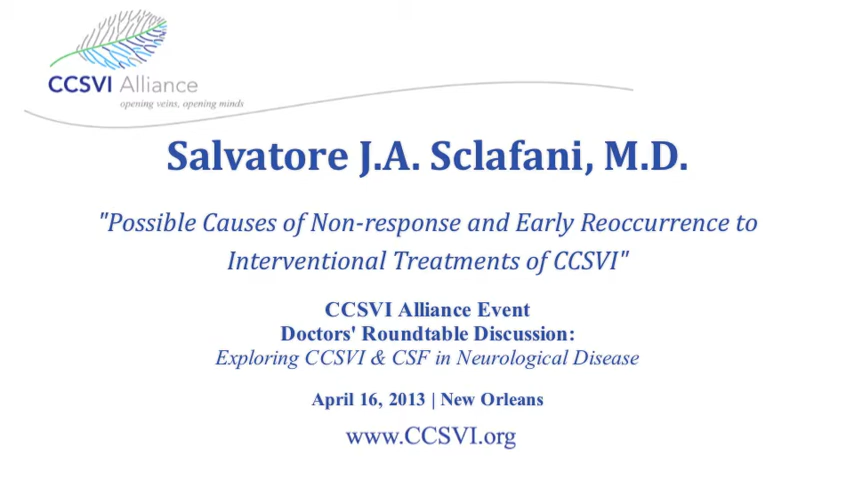 CCSVI Alliance
opening veins, opening minds
Salvatore J.A. Sclafani, M.D.
"Possible Causes of Non-response and Early Reoccurrence to
Interventional Treatments of CCSVI"
CCSVI Alliance Event
Doctors' Roundtable Discussion:
Exploring CCSVI & CSF in Neurological Disease
April 16, 2013 | New Orleans
www.CCSVI.org